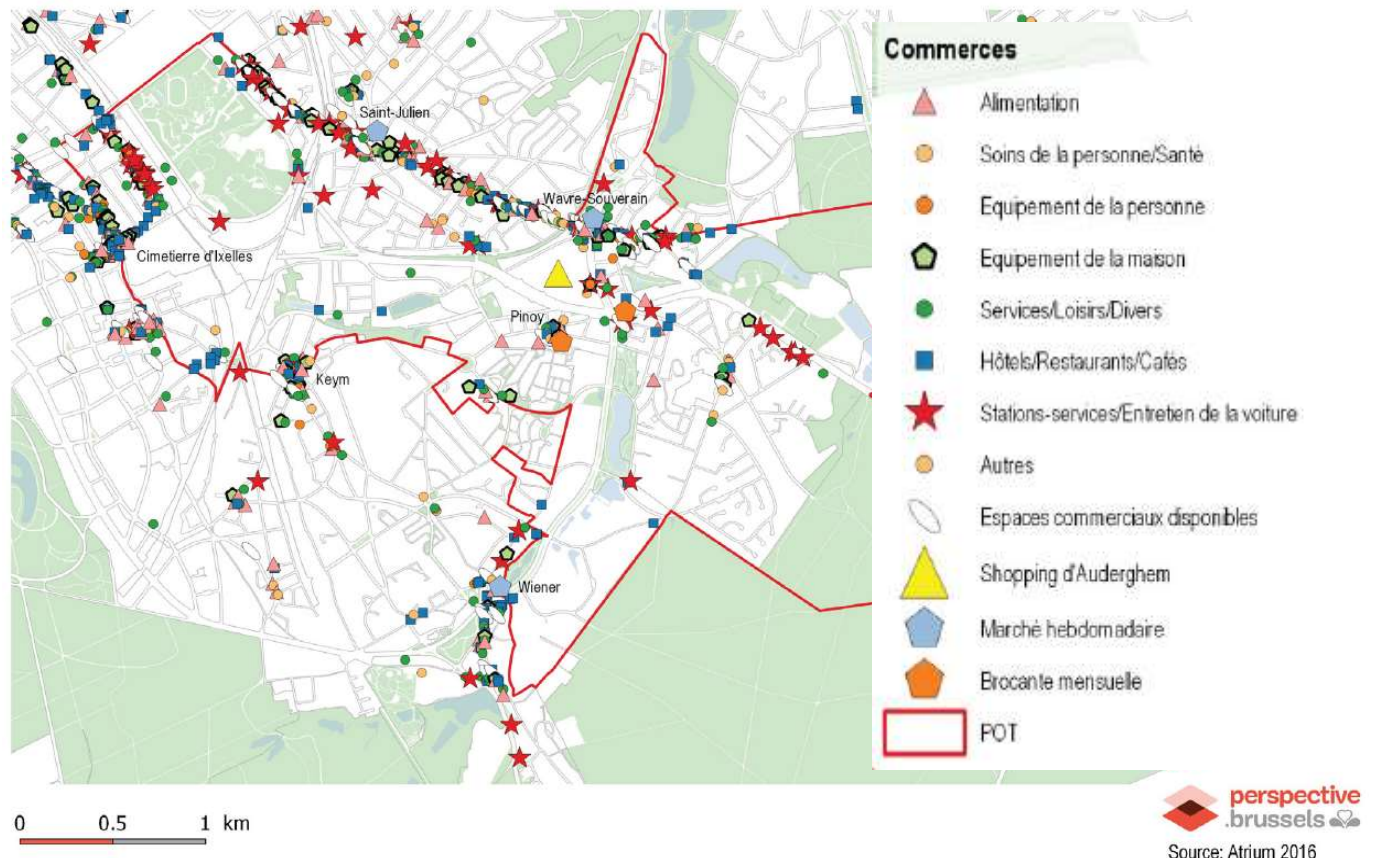 Saint-Julien
Wavre-Souverain
Cimetierre d'Ixelles
Pinoy
Keym
Wiener
Commerces
Alimentation
Soins de la personne/Santé
Equipement de la personne
Equipement de la maison
Services/Loisirs/Divers
Hôtels/Restaurants/Cafés
Stations-services/Entretien de la voiture
Autres
Espaces commerciaux disponibles
Shopping d'Auderghem
Marché hebdomadaire
Brocante mensuelle
POT
0 0.5 1 km
perspective
.brussels
Source: Atrium 2016